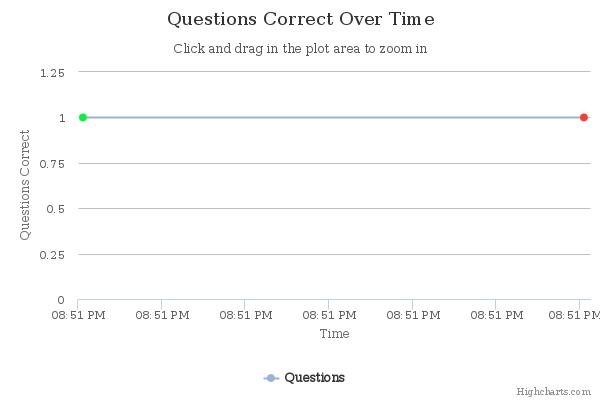 Questions Correct Over Time
Click and drag in the plot area to zoom in
Questions Correct
1.25
1
0.75
0.5
0.25
0
08:51 PM 08:51 PM 08:51 PM 08:51 PM 08:51 PM 08:51 PM 08:51 PM
Time
Questions
Highcharts.com